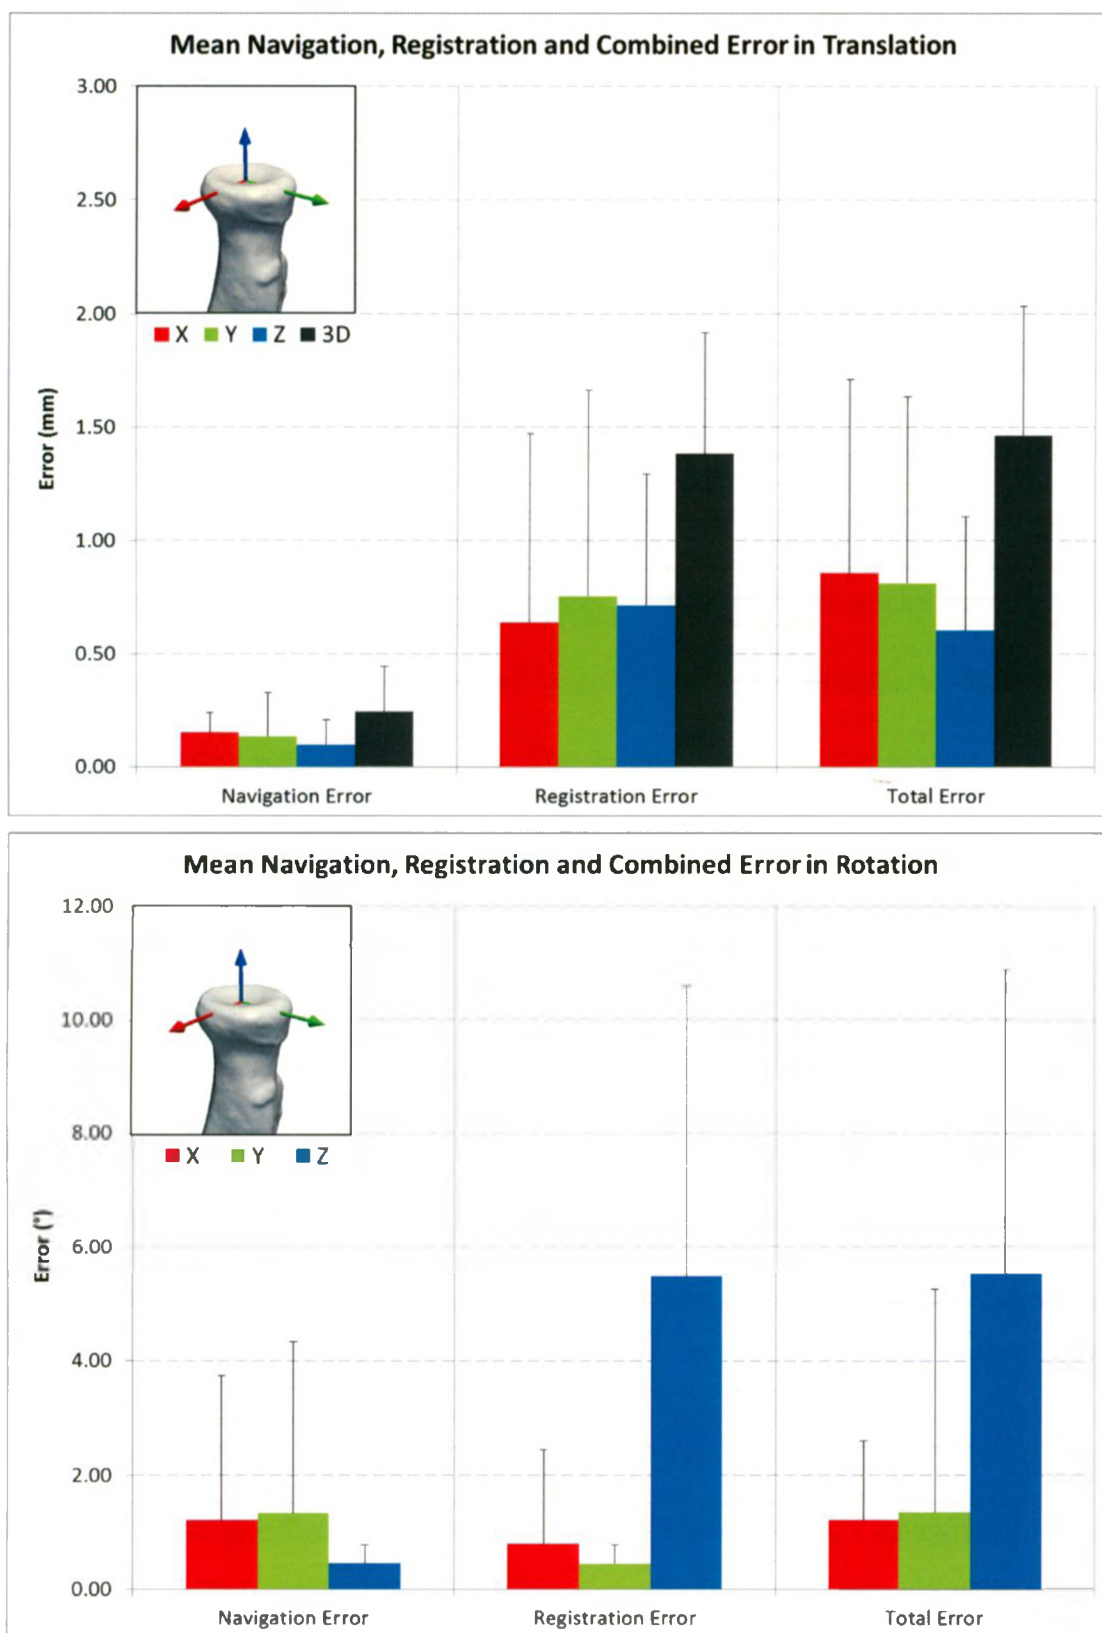 Mean Navigation, Registration and Combined Error in Translation
3.00
2.50
2.00
X Y Z 3D
1.50
1.00
0.50
0.00
Error (mm)
Navigation Error Registration Error Total Error
Mean Navigation, Registration and Combined Error in Rotation
12.00
10.00
8.00
X Y Z
6.00
4.00
2.00
0.00
Error (°)
Navigation Error Registration Error Total Error